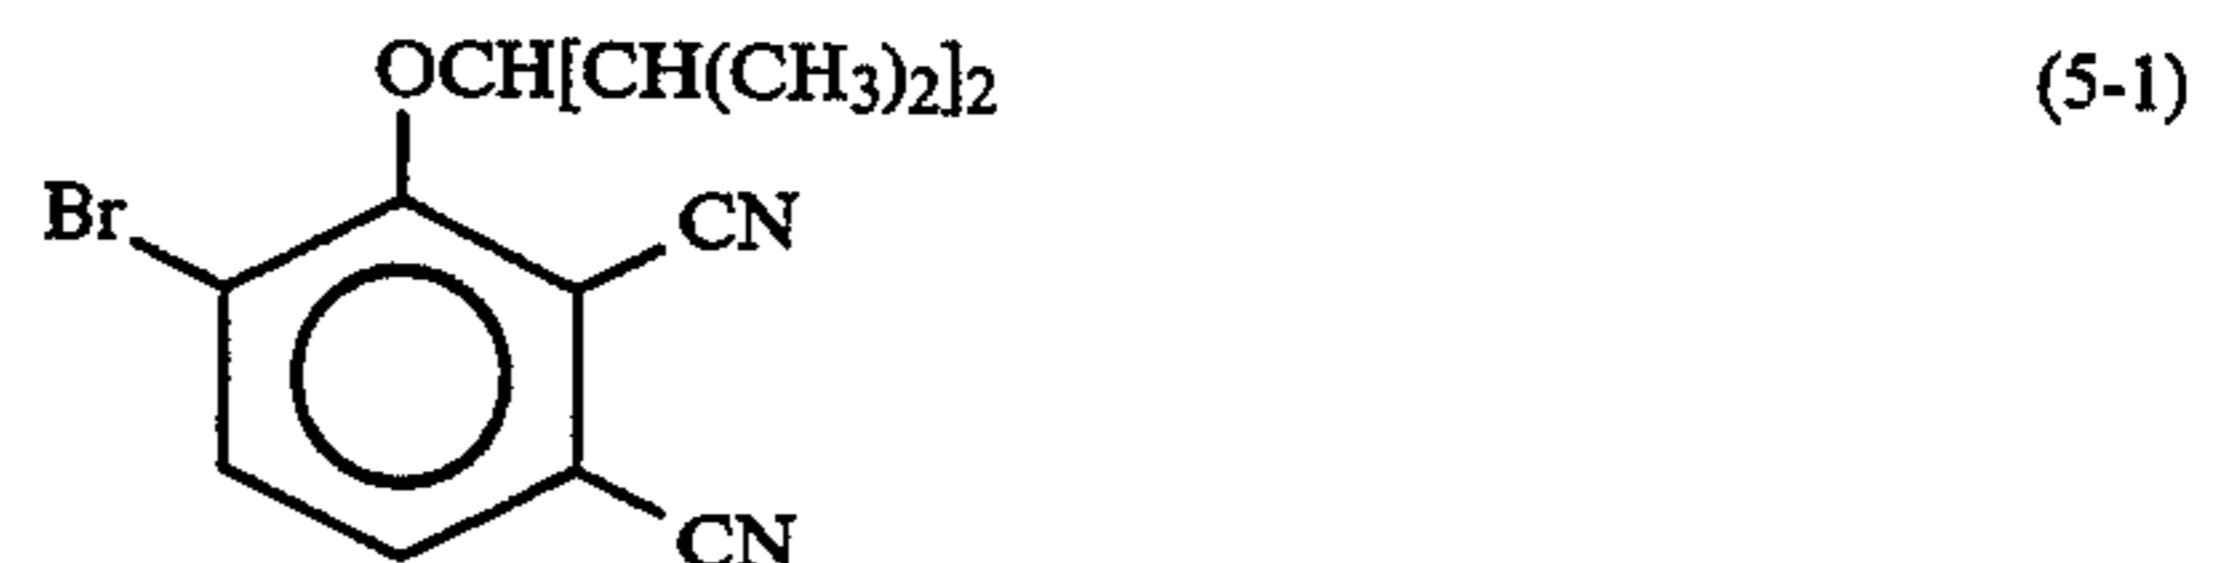 OCH[CH(CH₃)₂]₂ (5-1)
Br
CN
CN